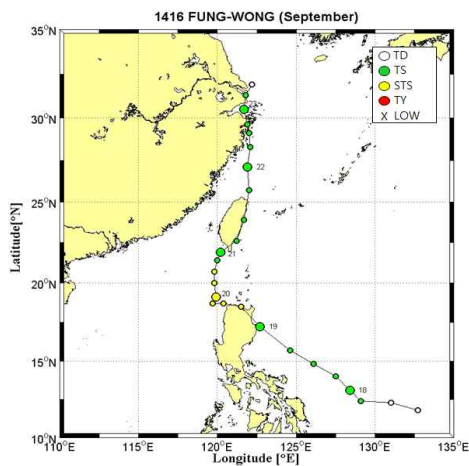 1416 FUNG-WONG (September)
35°N
30°N
25°N
20°N
15°N
10°N
Latitude[°N]
TD
TS
STS
TY
X LOW
22
21
20
19
18
110°E 115°E 120°E 125°E 130°E 135°E
Longitude [°E]